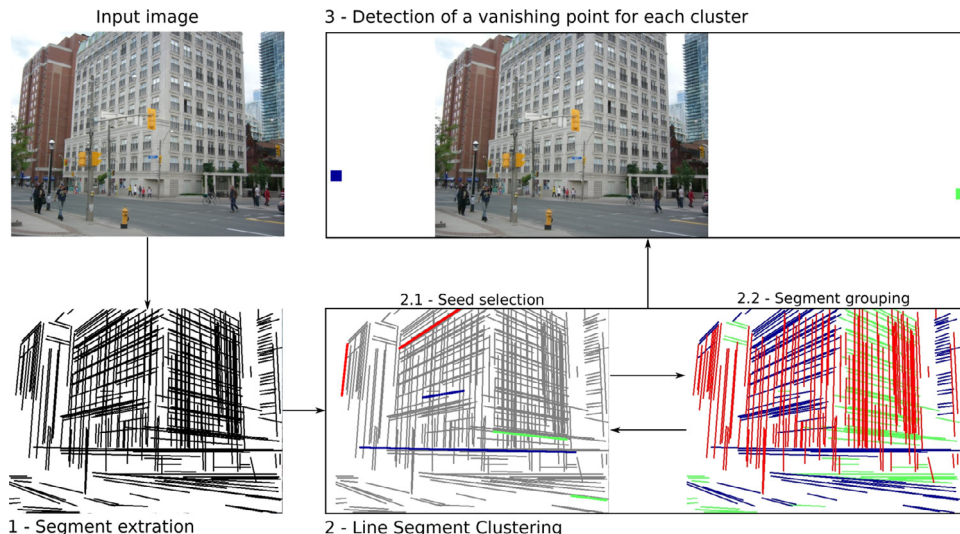 Input image
3 - Detection of a vanishing point for each cluster
2.1 - Seed selection
2.2 - Segment grouping
1 - Segment extration
2 - Line Segment Clustering